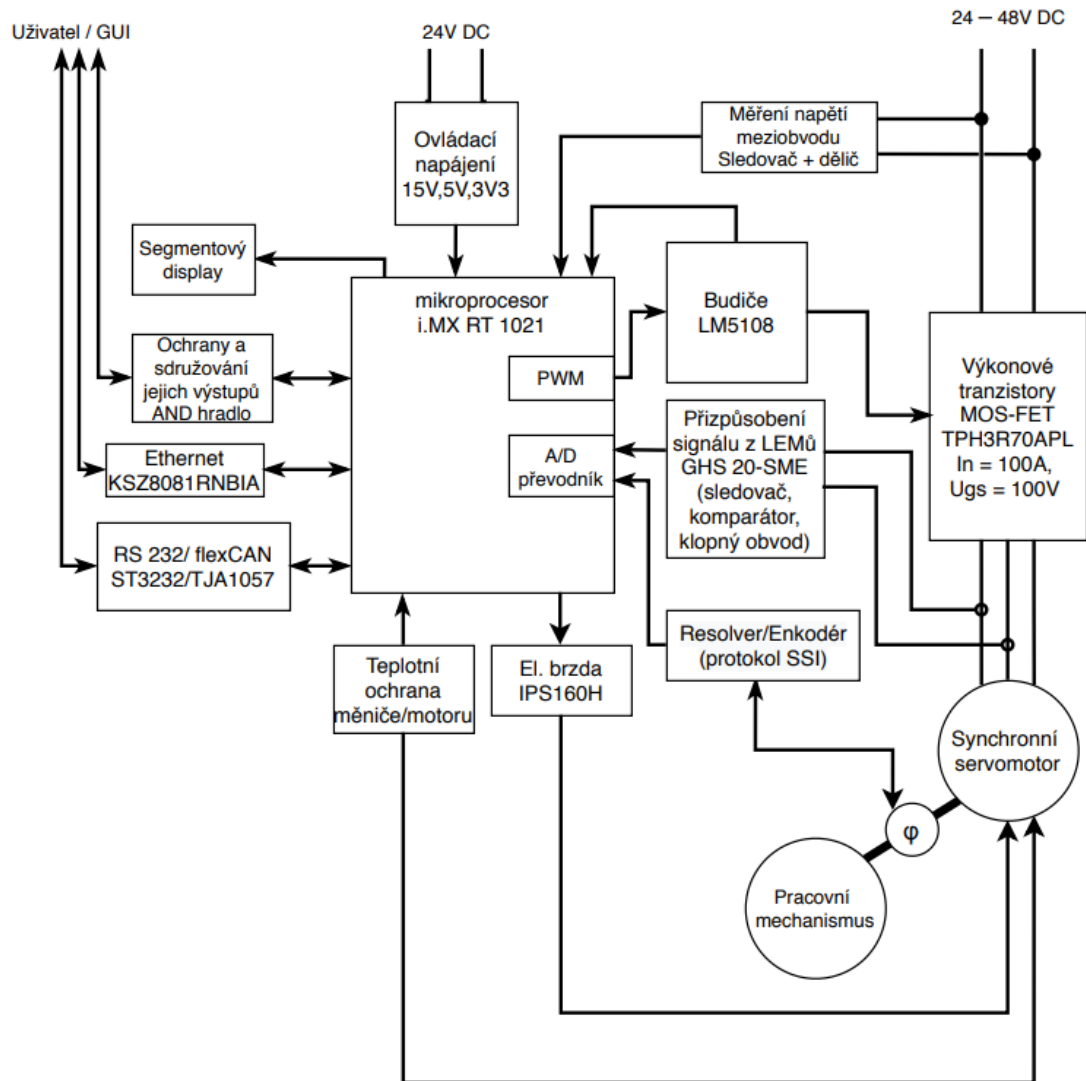 Uživatel / GUI
24V DC
24 – 48V DC
Ovládací
napájení
15V,5V,3V3
Měření napětí
meziobvodu
Sledovač + dělič
Segmentový
display
mikroprocesor
i.MX RT 1021
Budiče
LM5108
PWM
Ochrany a
sdružování
jejich výstupů
AND hradlo
Výkonové
tranzistory
MOS-FET
TPH3R70APL
In = 100A,
Ugs = 100V
A/D
převodník
Přizpůsobení
signálu z LEMů
GHS 20-SME
(sledovač,
komparátor,
klopný obvod)
Ethernet
KSZ8081RNBIA
RS 232/ flexCAN
ST3232/TJA1057
Resolver/Enkodér
(protokol SSI)
Teplotní
ochrana
měniče/motoru
El. brzda
IPS160H
Synchronní
servomotor
φ
Pracovní
mechanismus